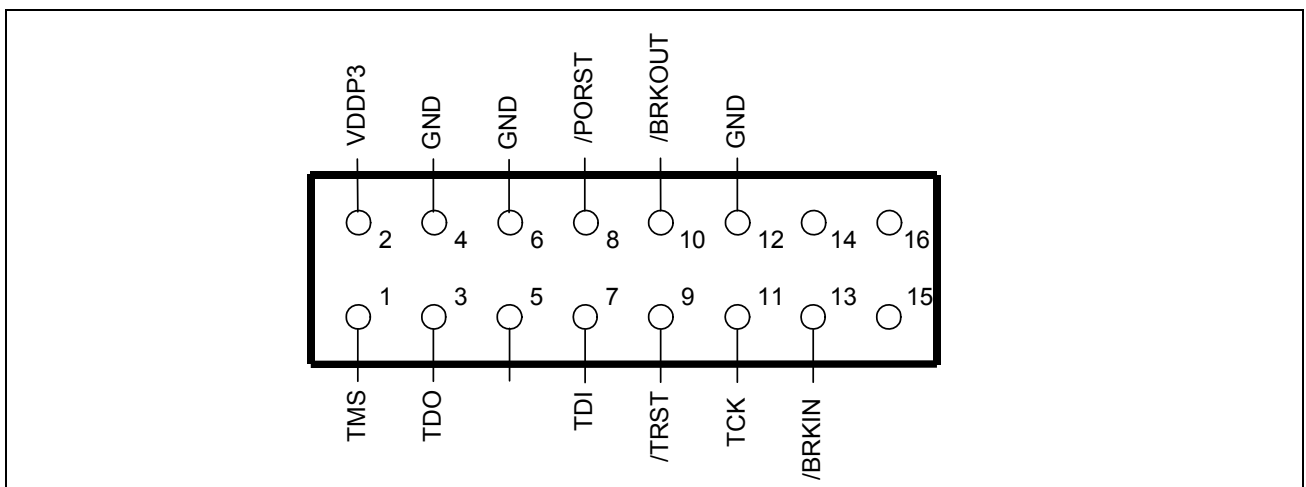 VDDP3
GND
GND
/PORST
/BRKOUT
GND
2 4 6 8 10 12 14 16
1 3 5 7 9 11 13 15
TMS
TDO
TDI
/TRST
TCK
/BRKIN